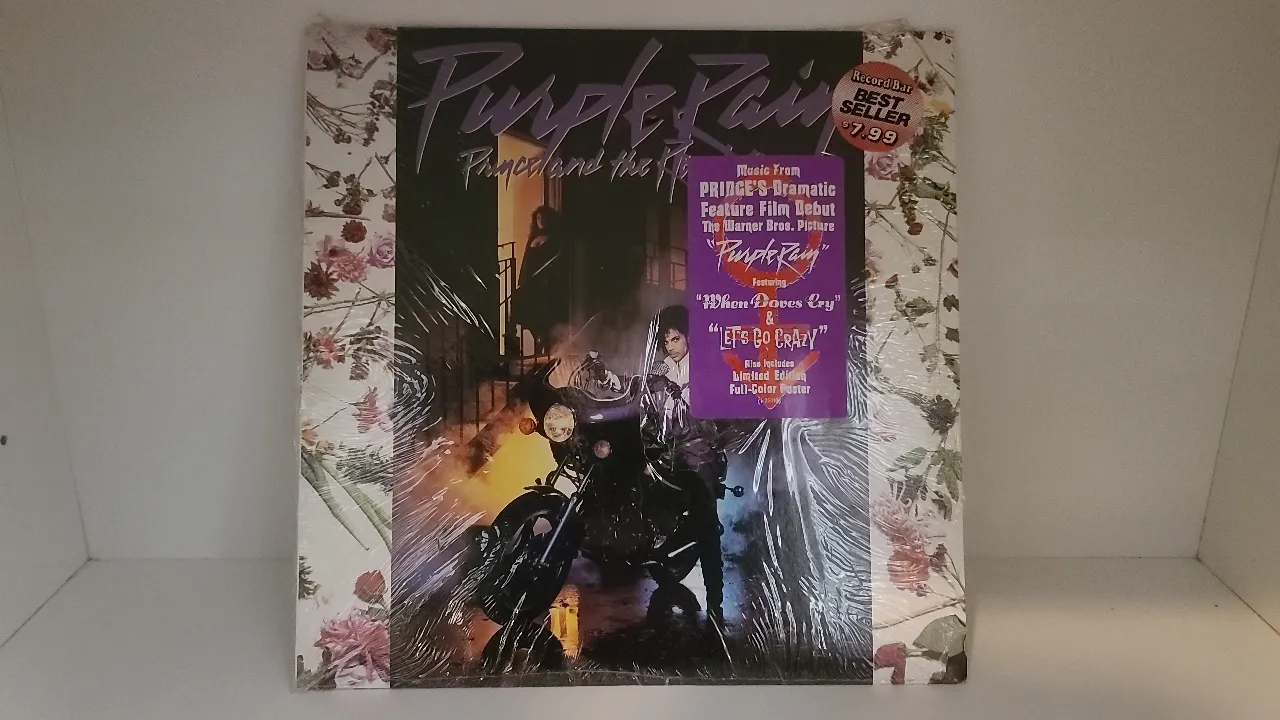 Purple Rain
Prince and the
Record Bar
BEST
SELLER
$7.99
Music From
PRINCE'S Dramatic
Feature Film Debut
The Warner Bros. Picture
"Purple Rain"
Featuring
"When Doves Cry"
&
"LET'S GO CRAZY"
Also Includes
Limited Edition
Full-Color Poster